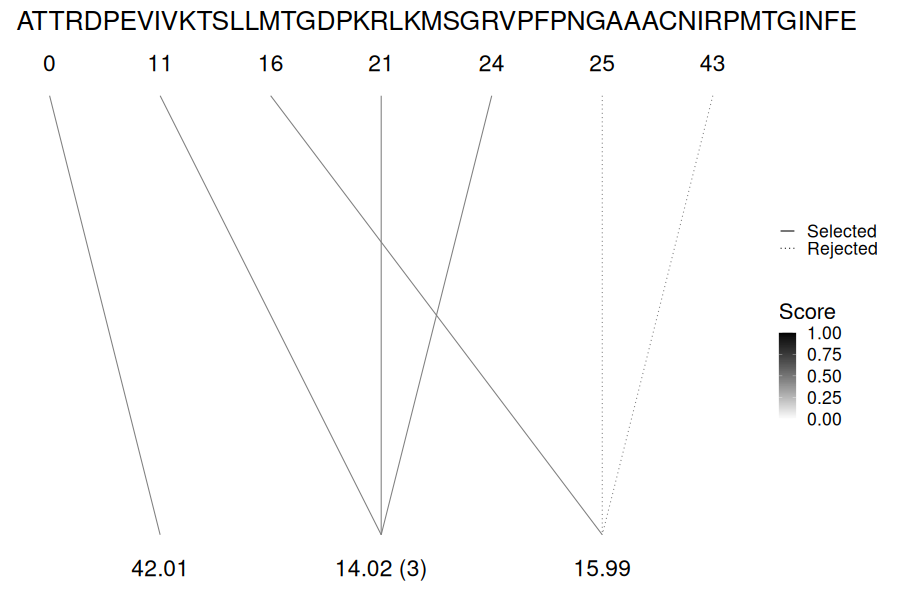 ATTRDPEVIVKTSLLMTGDPKRLKMSGRVPFPNGAAACNIRPMTGINFE
0 11 16 21 24 25 43
Selected
Rejected
Score
1.00
0.75
0.50
0.25
0.00
42.01 14.02 (3) 15.99